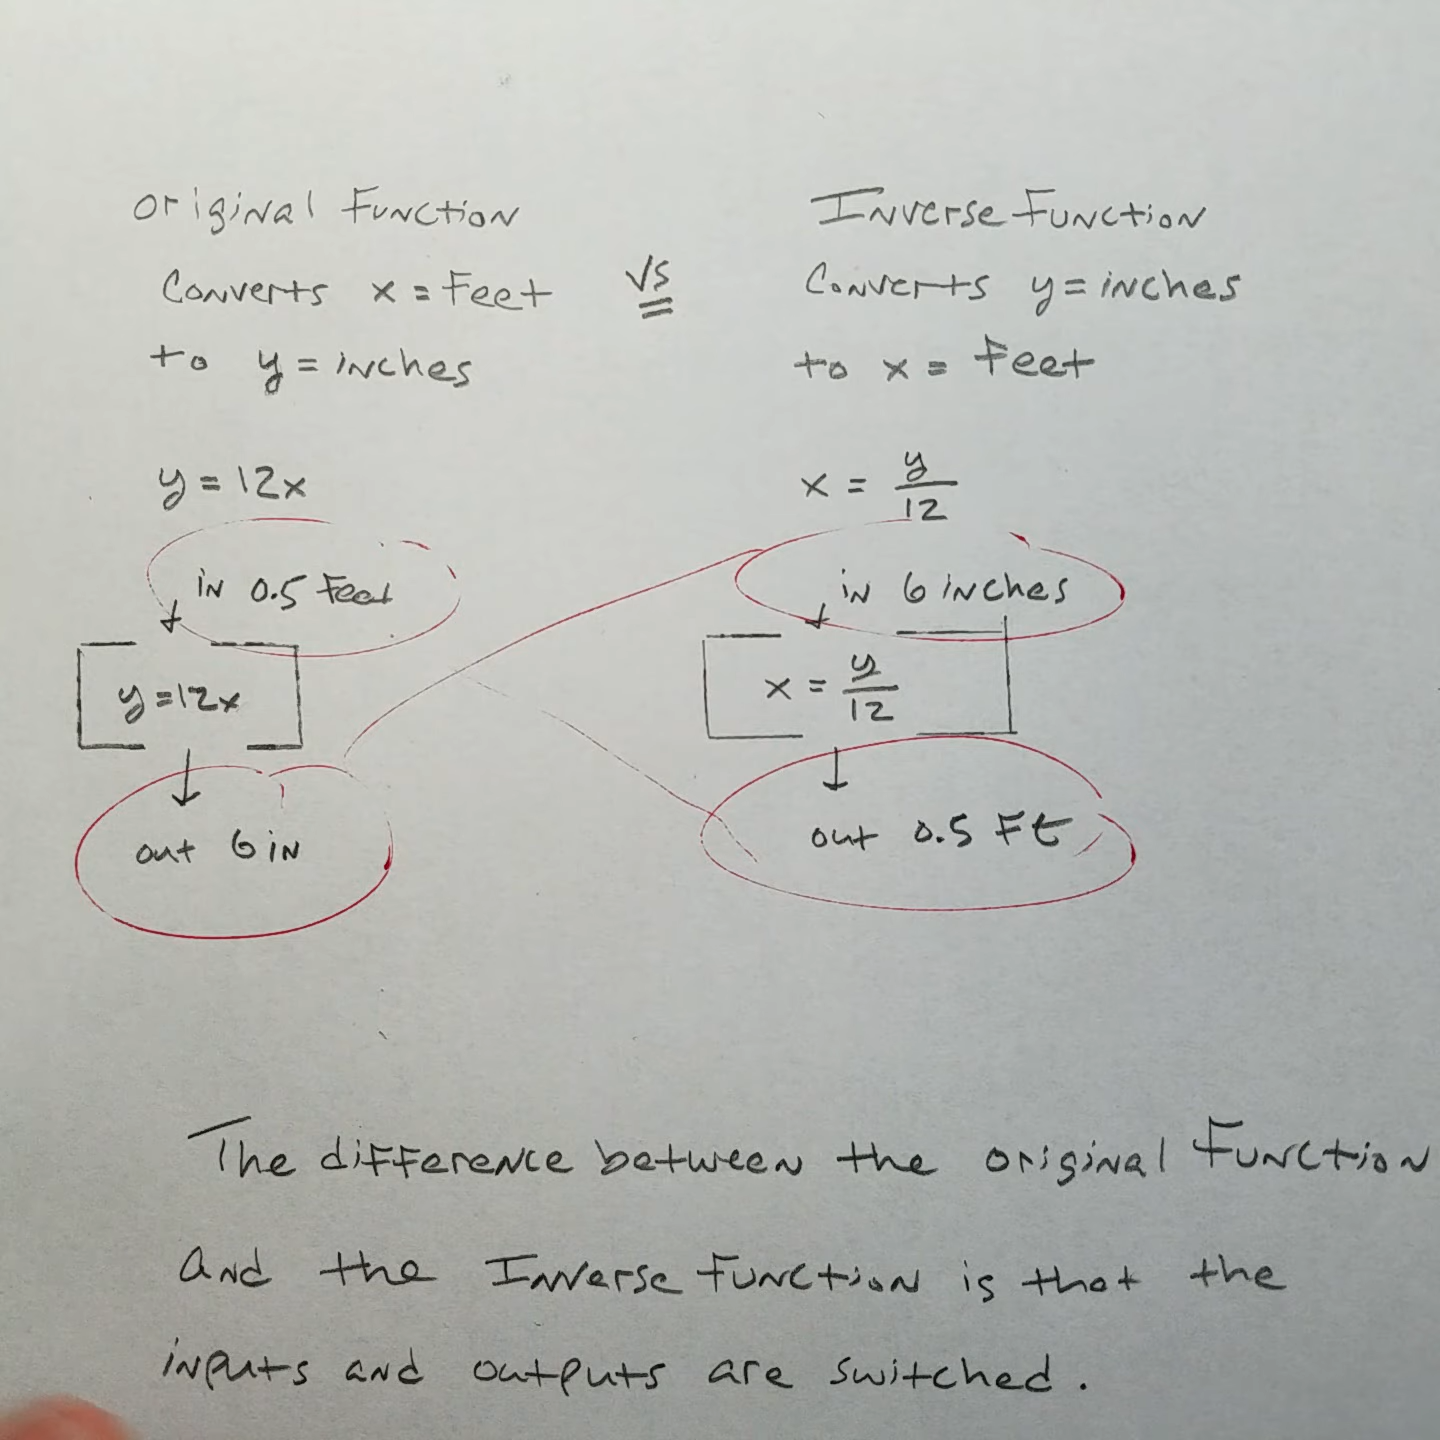 Original Function
Converts x = Feet
to y = inches
VS
Inverse Function
Converts y = inches
to x = Feet
y = 12x
in 0.5 Feet
y = 12x
out 6 in
x = y/12
in 6 inches
x = y/12
out 0.5 Ft
The difference between the original Function
and the Inverse Function is that the
inputs and outputs are switched.